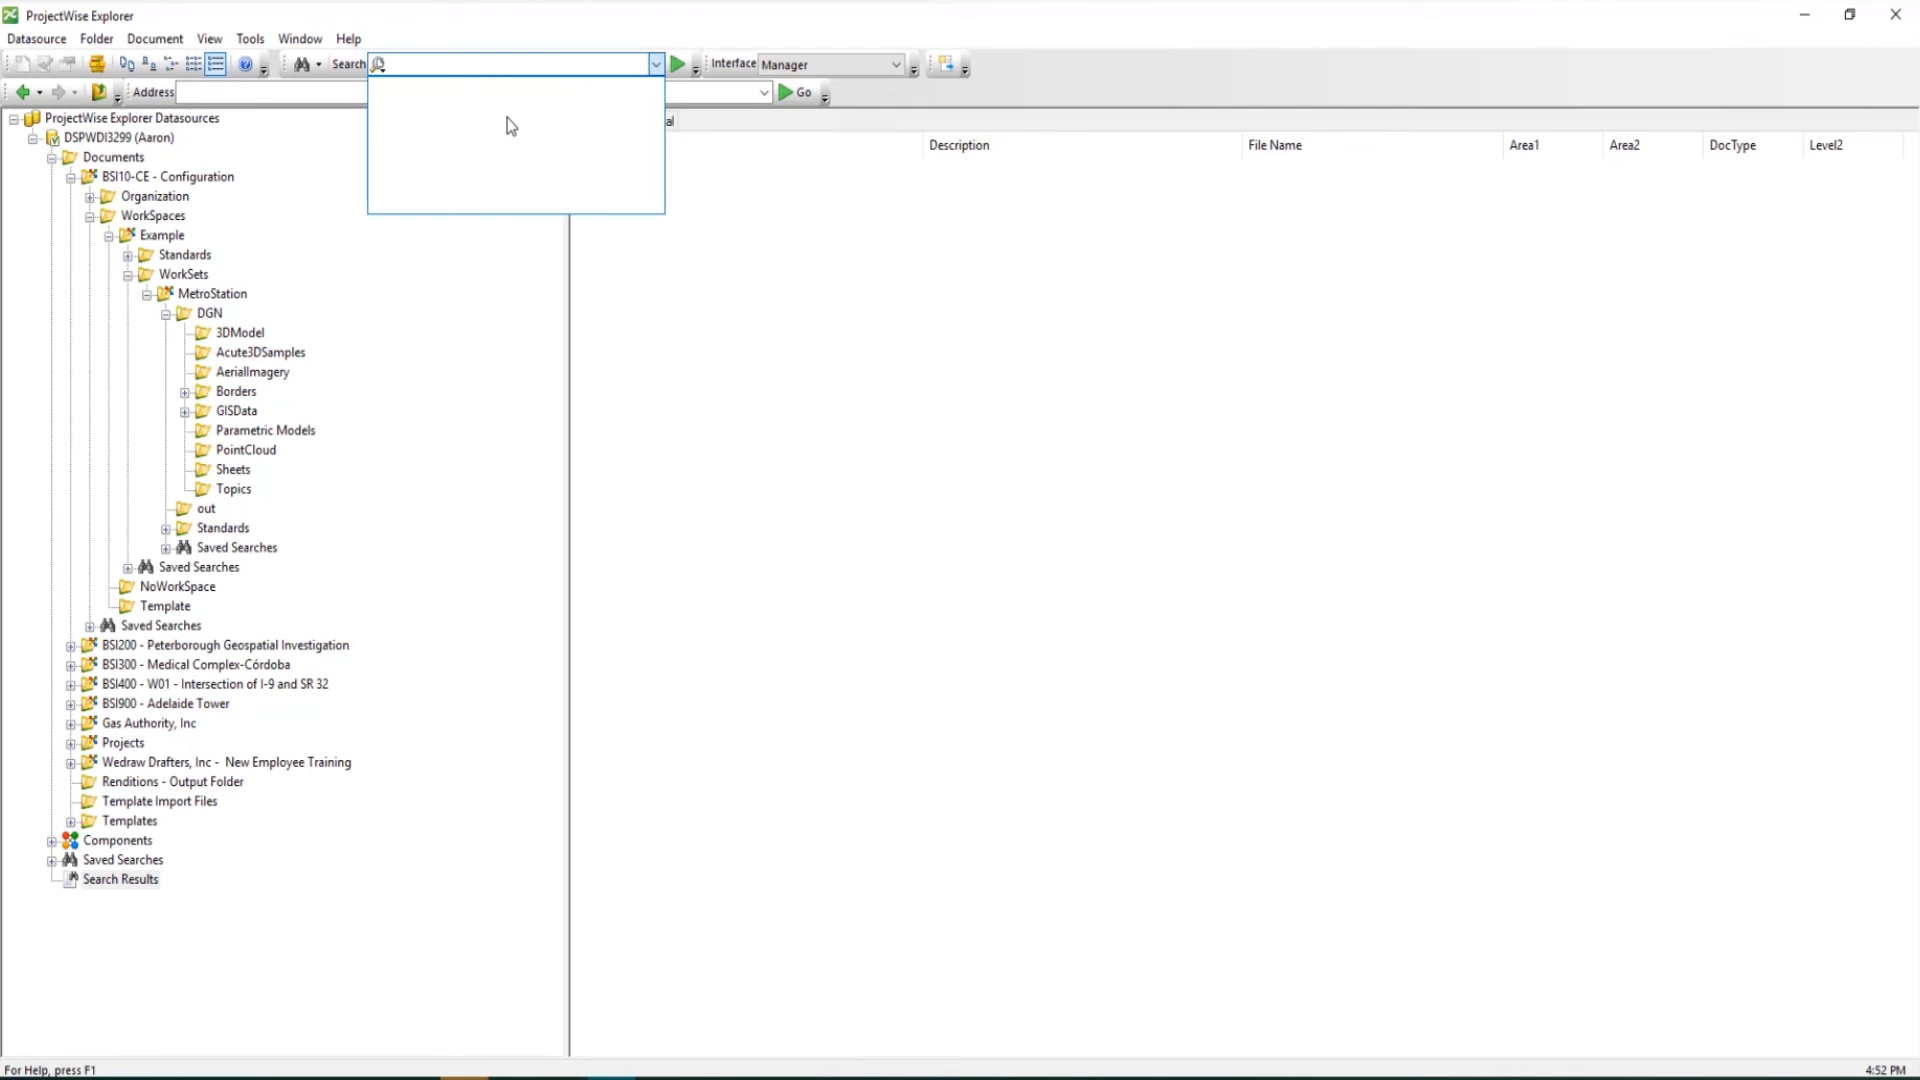 ProjectWise Explorer
Datasource Folder Document View Tools Window Help
Search Interface Manager
Address Go
ProjectWise Explorer Datasources
al
DSPWDI3299 (Aaron)
Description File Name Area1 Area2 DocType Level2
Documents
BSI10-CE - Configuration
Organization
WorkSpaces
Example
Standards
WorkSets
MetroStation
DGN
3DModel
Acute3DSamples
AerialImagery
Borders
GISData
Parametric Models
PointCloud
Sheets
Topics
out
Standards
Saved Searches
Saved Searches
NoWorkSpace
Template
Saved Searches
BSI200 - Peterborough Geospatial Investigation
BSI300 - Medical Complex-Córdoba
BSI400 - W01 - Intersection of I-9 and SR 32
BSI900 - Adelaide Tower
Gas Authority, Inc
Projects
Wedraw Drafters, Inc - New Employee Training
Renditions - Output Folder
Template Import Files
Templates
Components
Saved Searches
Search Results
For Help, press F1
4:52 PM